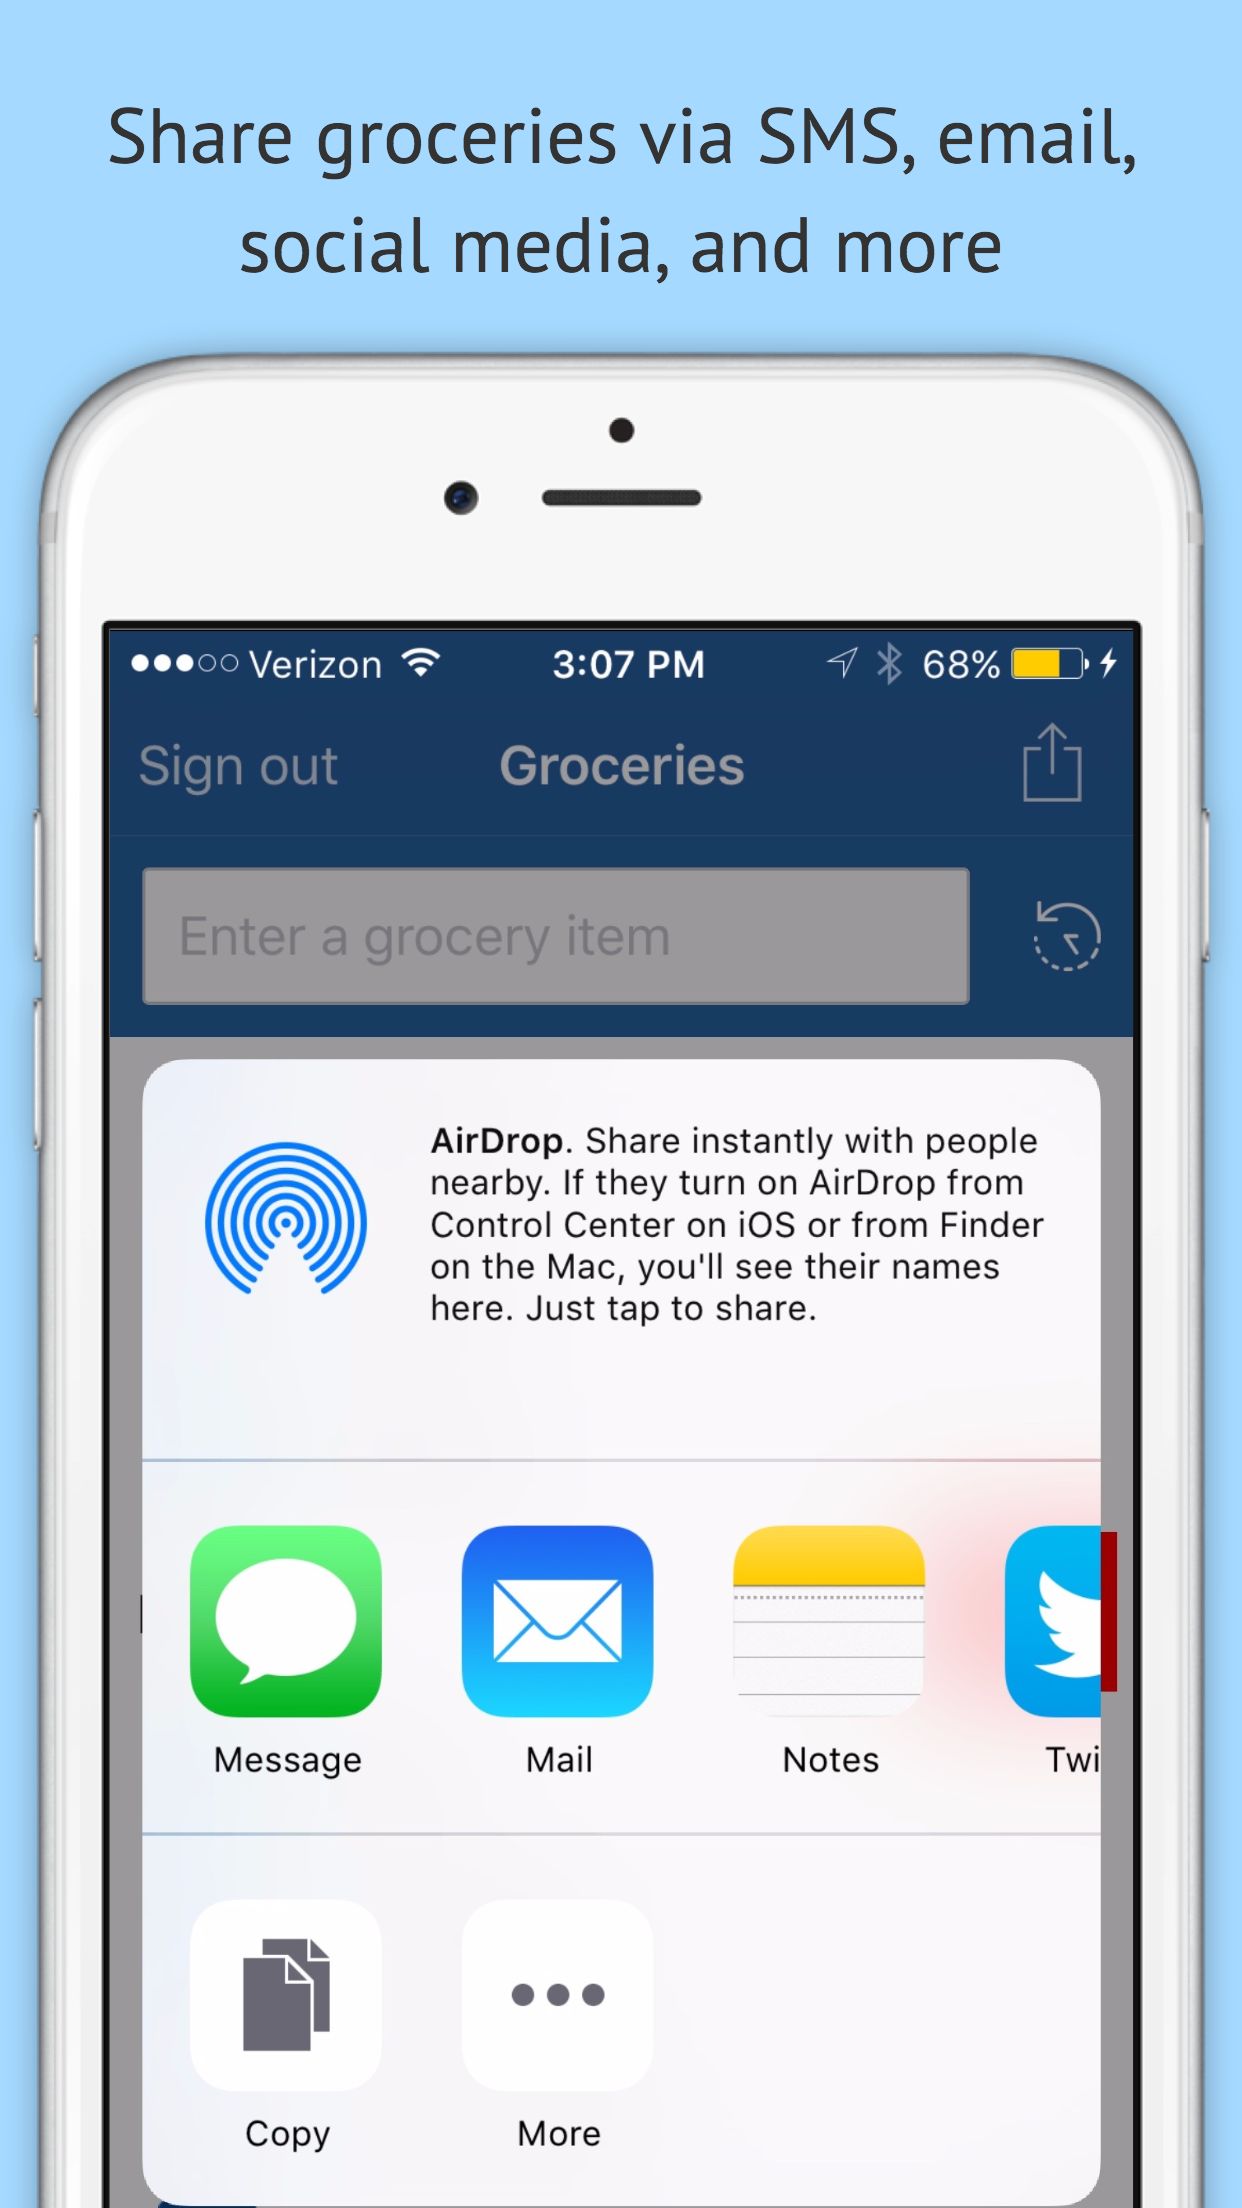 Share groceries via SMS, email,
social media, and more
Verizon 3:07 PM 68%
Sign out Groceries
Enter a grocery item
AirDrop. Share instantly with people
nearby. If they turn on AirDrop from
Control Center on iOS or from Finder
on the Mac, you'll see their names
here. Just tap to share.
Message Mail Notes Twi
Copy More